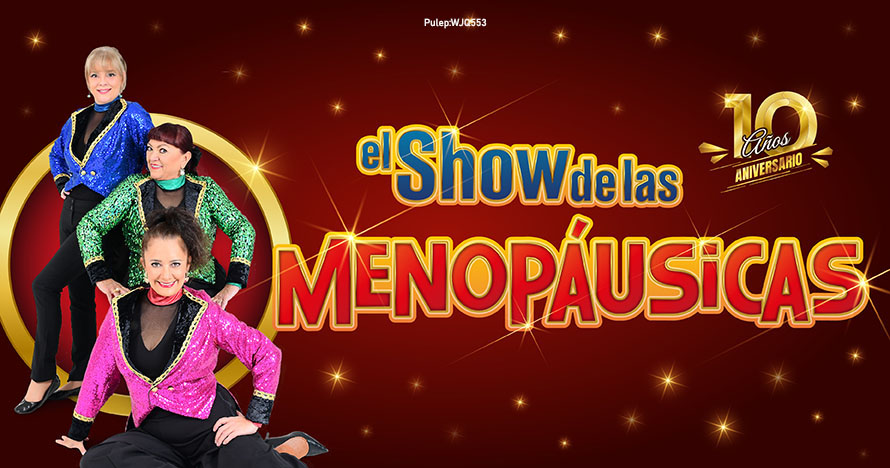 Pulep:WJQ553
el Show de las
MENOPÁUSiCAS
10
Años
ANIVERSARIO